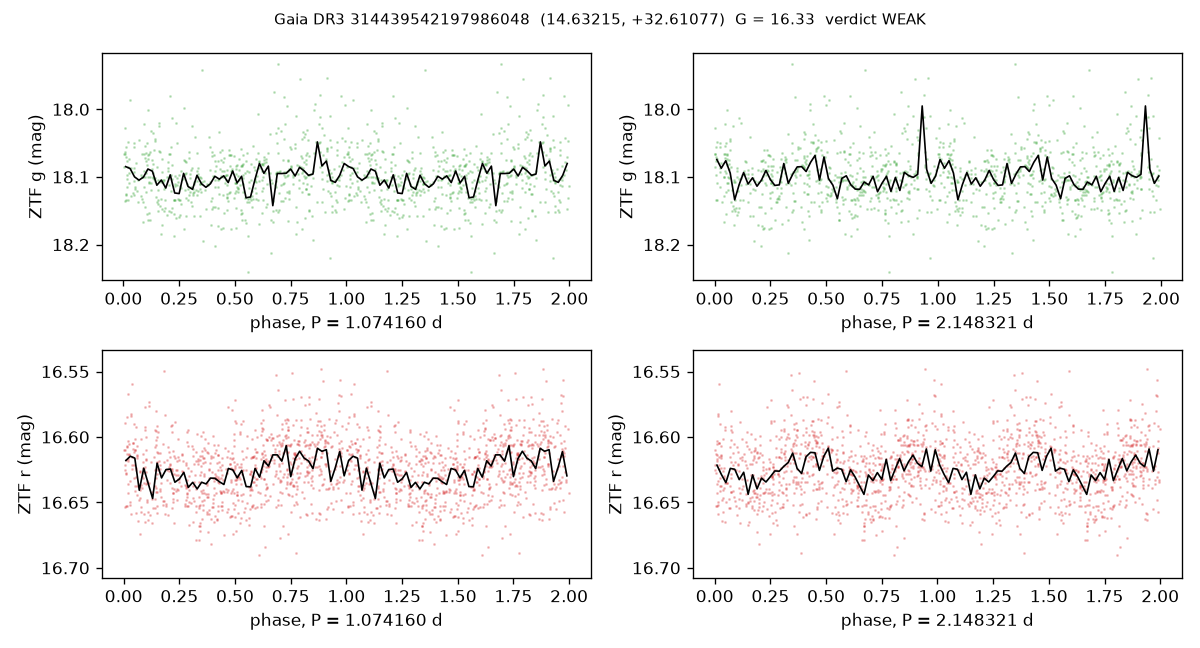 Gaia DR3 314439542197986048 (14.63215, +32.61077) G = 16.33 verdict WEAK
ZTF g (mag)
18.0
18.1
18.2
0.00 0.25 0.50 0.75 1.00 1.25 1.50 1.75 2.00
phase, P = 1.074160 d
ZTF g (mag)
18.0
18.1
18.2
0.00 0.25 0.50 0.75 1.00 1.25 1.50 1.75 2.00
phase, P = 2.148321 d
ZTF r (mag)
16.55
16.60
16.65
16.70
0.00 0.25 0.50 0.75 1.00 1.25 1.50 1.75 2.00
phase, P = 1.074160 d
ZTF r (mag)
16.55
16.60
16.65
16.70
0.00 0.25 0.50 0.75 1.00 1.25 1.50 1.75 2.00
phase, P = 2.148321 d